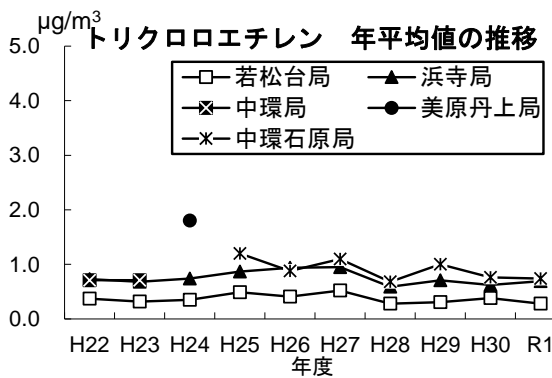 µg/m³
トリクロロエチレン　年平均値の推移
若松台局
浜寺局
中環局
美原丹上局
中環石原局
5.0
4.0
3.0
2.0
1.0
0.0
H22 H23 H24 H25 H26 H27 H28 H29 H30 R1
年度